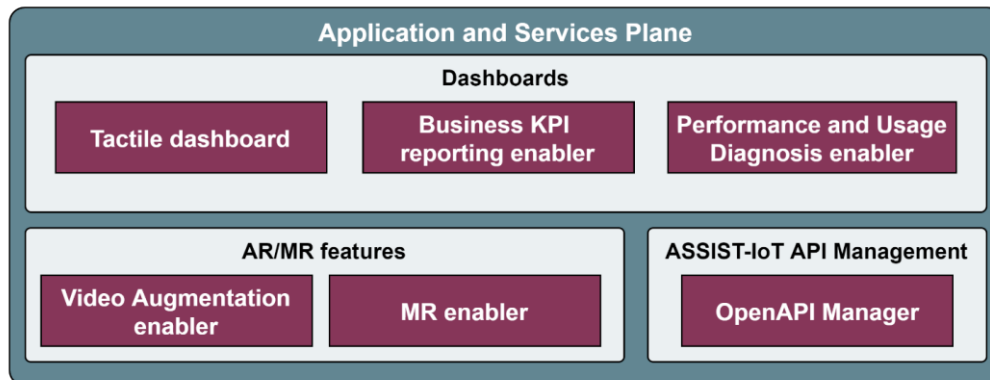 Application and Services Plane
Dashboards
Tactile dashboard
Business KPI
reporting enabler
Performance and Usage
Diagnosis enabler
AR/MR features
Video Augmentation
enabler
MR enabler
ASSIST-IoT API Management
OpenAPI Manager